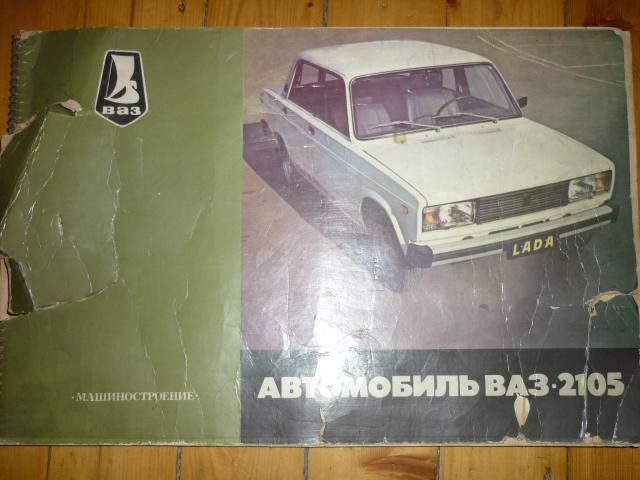 ВАЗ
LADA
·МАШИНОСТРОЕНИЕ·
АВТОМОБИЛЬ ВАЗ·2105